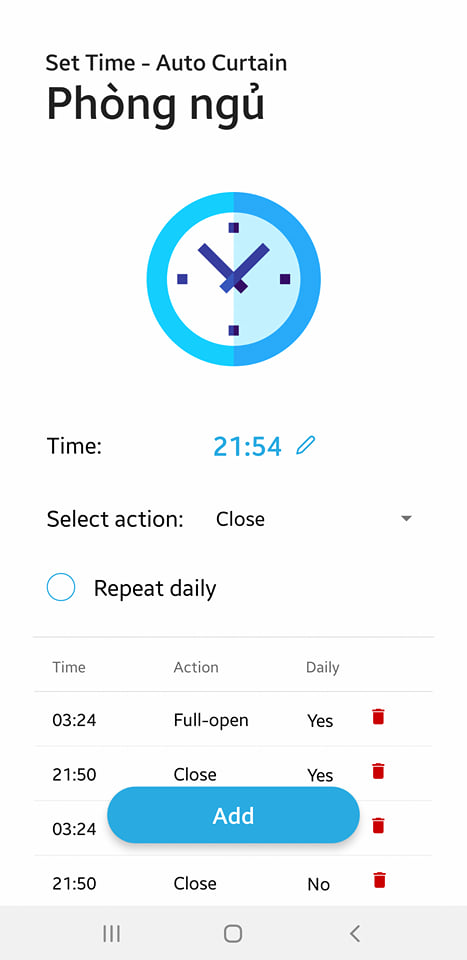 Set Time - Auto Curtain
Phòng ngủ
Time: 21:54
Select action: Close
Repeat daily
Time Action Daily
03:24 Full-open Yes
21:50 Close Yes
03:24
Add
21:50 Close No